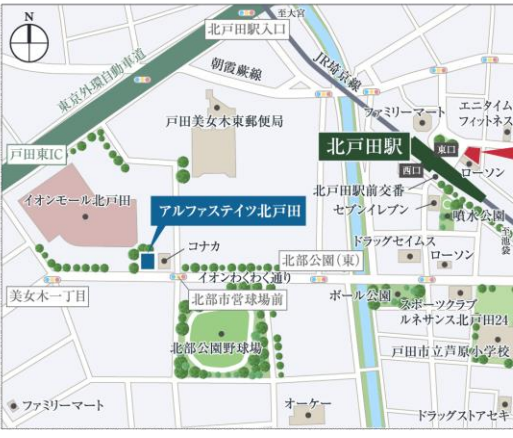 N
至大宮
北戸田駅入口
東京外環自動車道
朝霞蕨線
JR埼京線
戸田美女木東郵便局
ファミリーマート
エニタイム
フィットネス
北戸田駅
東口
西口
ローソン
戸田東IC
北戸田駅前交番
セブンイレブン
噴水公園
至池袋
イオンモール北戸田
アルファステイツ北戸田
コナカ
ドラッグセイムス
ローソン
北部公園(東)
イオンわくわく通り
美女木一丁目
北部市営球場前
ボール公園
スポーツクラブ
ルネサンス北戸田24
北部公園野球場
戸田市立芦原小学校
ファミリーマート
オーケー
ドラッグストアセキ